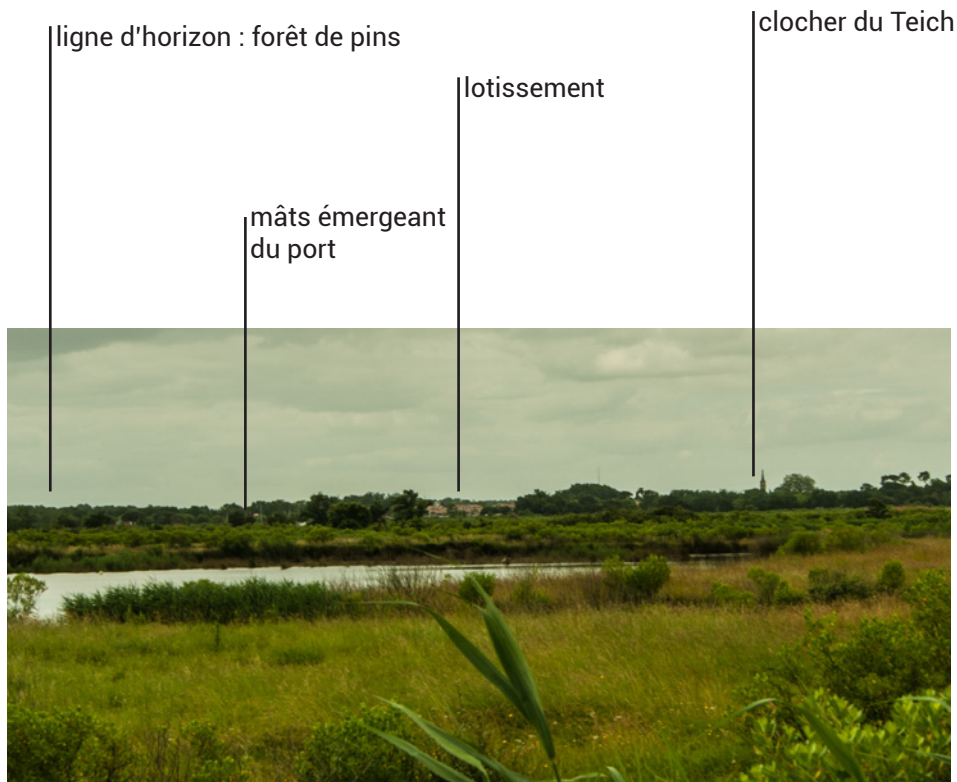 ligne d'horizon : forêt de pins
mâts émergeant
du port
lotissement
clocher du Teich